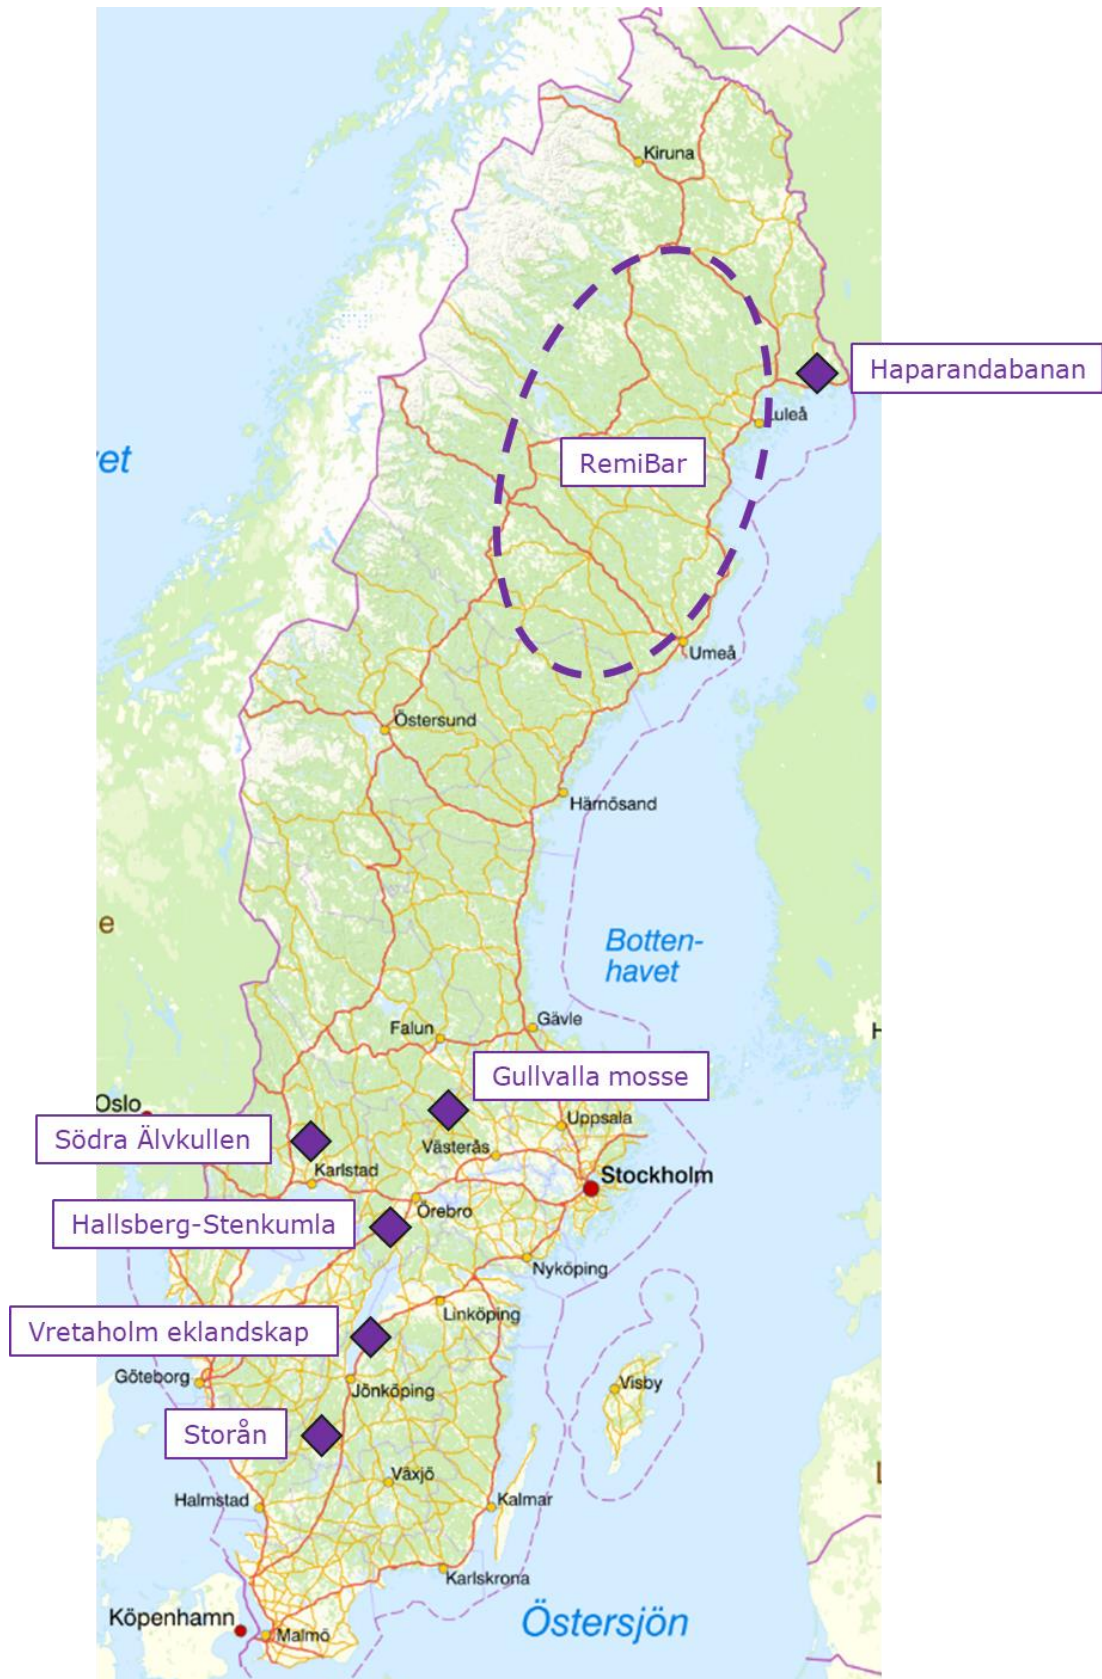 Kiruna
Haparandabanan
Luleå
et
RemiBar
Umeå
Östersund
Härnösand
e
Botten-
havet
Falun
Gävle
Gullvalla mosse
Oslo
Uppsala
Södra Älvkullen
Västerås
Karlstad
Stockholm
Örebro
Hallsberg-Stenkumla
Nyköping
Linköping
Vretaholm eklandskap
Göteborg
Jönköping
Visby
Storån
Växjö
Halmstad
Kalmar
Karlskrona
Köpenhamn
Malmö
Östersjön